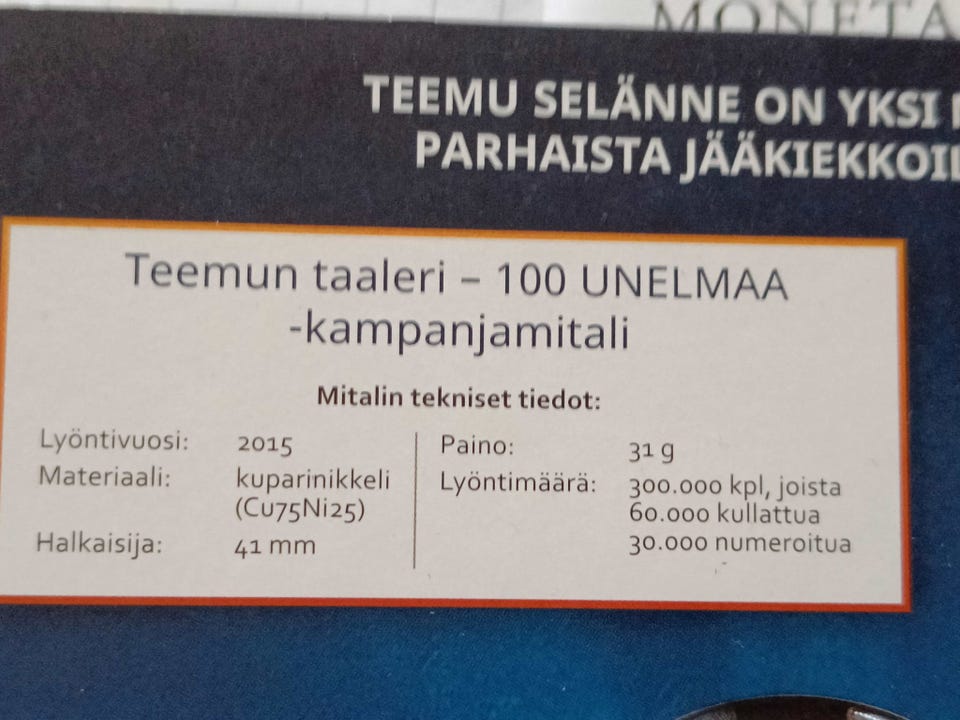 MONETA
TEEMU SELÄNNE ON YKSI
PARHAISTA
Teemun taaleri – 100 UNELMAA
-kampanjamitali
Mitalin tekniset tiedot:
Lyöntivuosi: 2015
Materiaali: kuparinikkeli
(Cu75Ni25)
Halkaisija: 41 mm
Paino: 31 g
Lyöntimäärä: 300.000 kpl, joista
60.000 kullattua
30.000 numeroitua